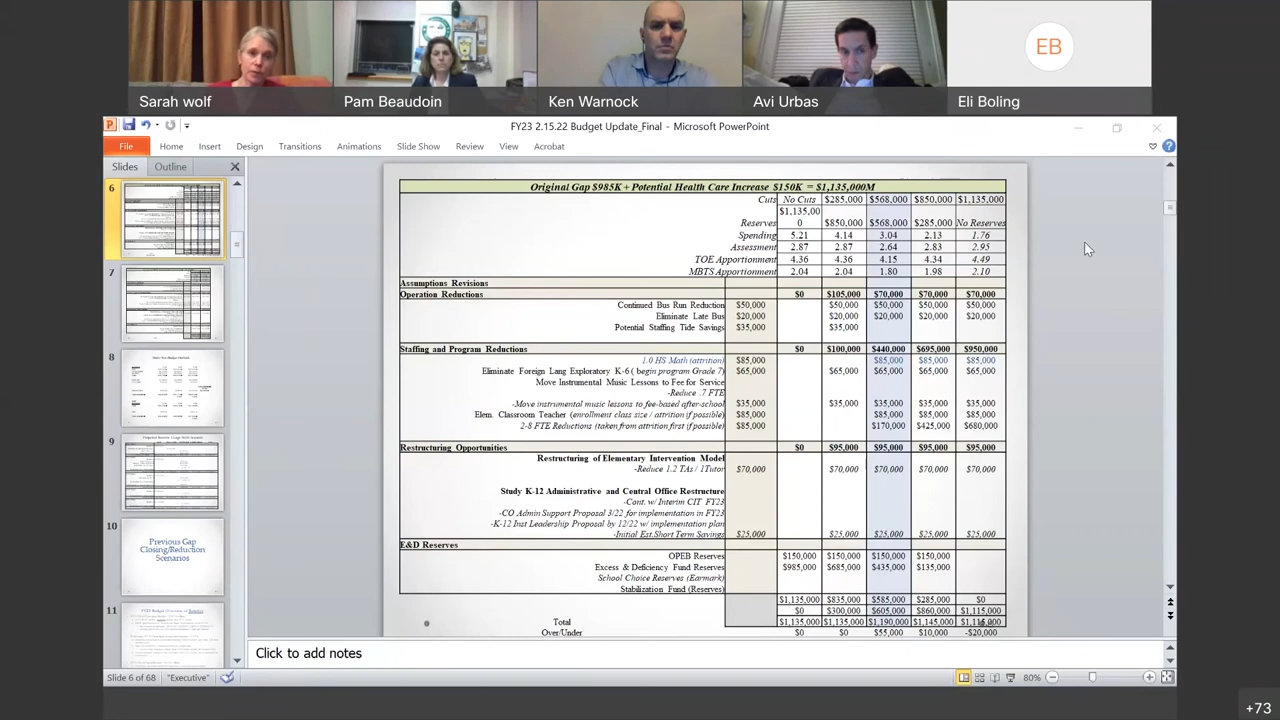 EB
Sarah wolf
Pam Beaudoin
Ken Warnock
Avi Urbas
Eli Boling
FY23 2.15.22 Budget Update_Final - Microsoft PowerPoint
File Home Insert Design Transitions Animations Slide Show Review View Acrobat
Slides Outline
6
7
8
9
10
Previous Gap
Closing/Reduction
Scenarios
11
Original Gap $985K + Potential Health Care Increase $150K = $1,135,000M
Cuts No Cuts $285,000 $568,000 $850,000 $1,135,000
$1,135,00
Reserves 0 $850,000 $568,000 $285,000 No Reserves
Spending 5.21 4.14 3.04 2.13 1.76
Assessment 2.87 2.87 2.64 2.83 2.95
TOE Apportionment 4.36 4.36 4.15 4.34 4.49
MBTS Apportionment 2.04 2.04 1.80 1.98 2.10
Assumptions Revisions
Operation Reductions $0 $105,000 $70,000 $70,000 $70,000
Continued Bus Run Reduction $50,000 $50,000 $50,000 $50,000 $50,000
Eliminate Late Bus $20,000 $20,000 $20,000 $20,000 $20,000
Potential Staffing Tide Savings $35,000 $35,000
Staffing and Program Reductions $0 $100,000 $440,000 $695,000 $950,000
1.0 HS Math (attrition) $85,000 $85,000 $85,000 $85,000
Eliminate Foreign Lang Exploratory K-6 ( begin program Grade 7) $65,000 $65,000 $65,000 $65,000 $65,000
Move Instrumental Music Lessons to Fee for Service
-Reduce .7 FTE
-Move instrumental music lessons to fee-based after-school $35,000 $35,000 $35,000 $35,000 $35,000
Elem. Classroom Teacher (enrollment class size / attrition if possible) $85,000 $85,000 $85,000 $85,000
2-8 FTE Reductions (taken from attrition first if possible) $85,000 $170,000 $425,000 $680,000
Restructuring Opportunities $0 $95,000 $95,000 $95,000 $95,000
Restructuring of Elementary Intervention Model
-Reduce 1.2 TAs / 1Tutor $70,000 $70,000 $70,000 $70,000 $70,000
Study K-12 Administrative and Central Office Restructure
-Cont. w/ Interim CIT FY23
-CO Admin Support Proposal 3/22 for implementation in FY23
-K-12 Inst Leadership Proposal by 12/22 w/ implementation plan
-Initial Est.Short Term Savings $25,000 $25,000 $25,000 $25,000 $25,000
E&D Reserves
OPEB Reserves $150,000 $150,000 $150,000 $150,000
Excess & Deficiency Fund Reserves $985,000 $685,000 $435,000 $135,000
School Choice Reserves (Earmark)
Stabilization Fund (Reserves)
$1,135,000 $835,000 $585,000 $285,000 $0
$0 $300,000 $605,000 $860,000 $1,115,000
Total $1,135,000 $1,135,000 $1,190,000 $1,145,000 $1,115,000
Over/Under $0 $0 $55,000 $10,000 -$20,000
Click to add notes
Slide 6 of 68 "Executive" 80%
+73